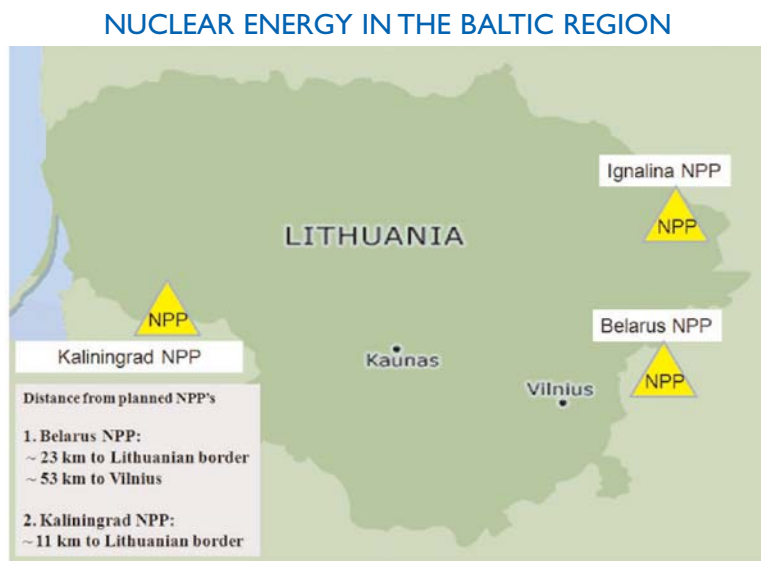 NUCLEAR ENERGY IN THE BALTIC REGION
Ignalina NPP
NPP
LITHUANIA
NPP
Kaliningrad NPP
Belarus NPP
NPP
Kaunas
Vilnius
Distance from planned NPP's
1. Belarus NPP:
~ 23 km to Lithuanian border
~ 53 km to Vilnius
2. Kaliningrad NPP:
~ 11 km to Lithuanian border